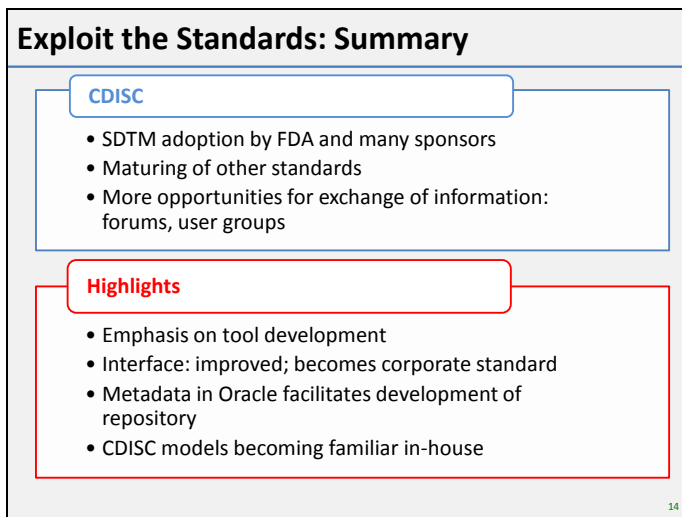 Exploit the Standards: Summary
CDISC
• SDTM adoption by FDA and many sponsors
• Maturing of other standards
• More opportunities for exchange of information:
forums, user groups
Highlights
• Emphasis on tool development
• Interface: improved; becomes corporate standard
• Metadata in Oracle facilitates development of
repository
• CDISC models becoming familiar in-house
14